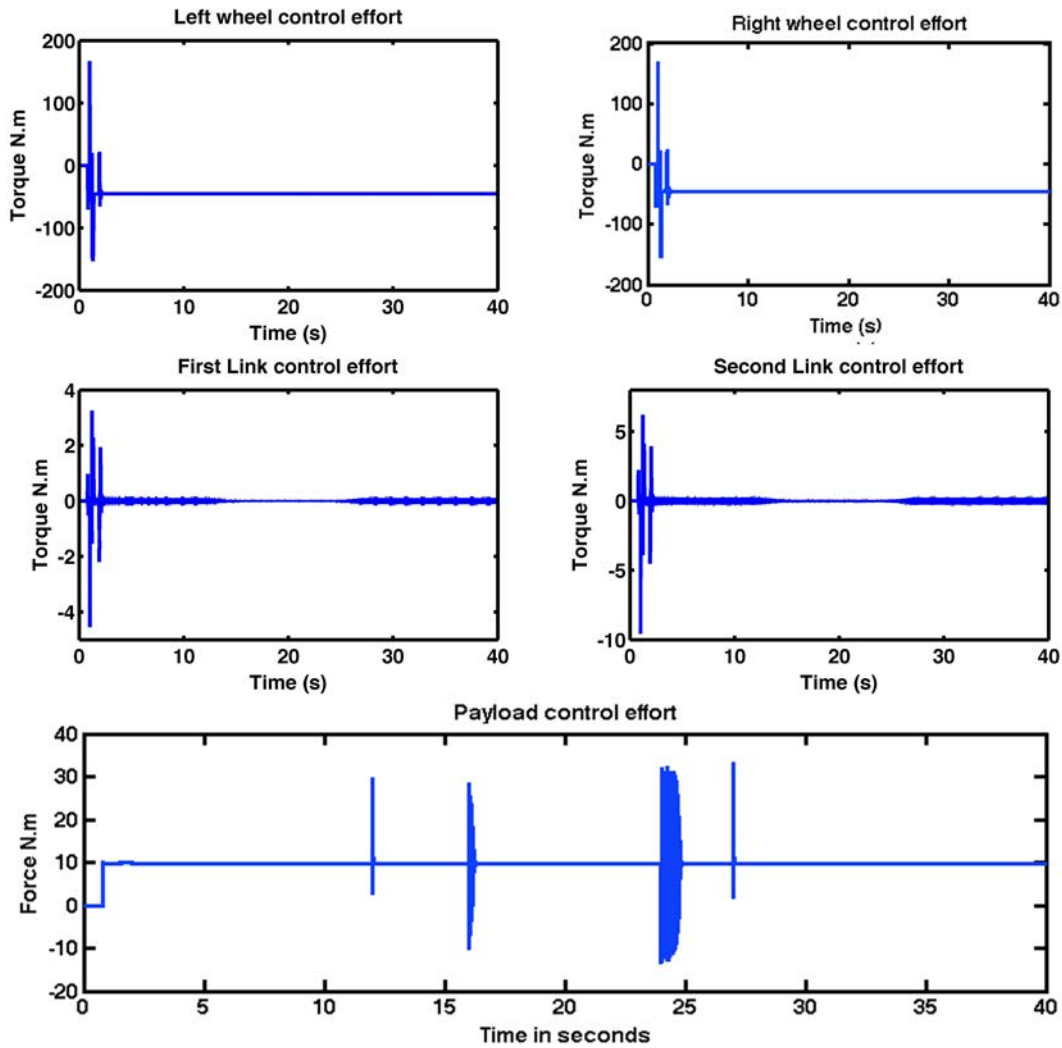 Left wheel control effort
200
100
0
-100
-200
Torque N.m
0 10 20 30 40
Time (s)
Right wheel control effort
200
100
0
-100
-200
Torque N.m
0 10 20 30 40
Time (s)
First Link control effort
4
2
0
-2
-4
Torque N.m
0 10 20 30 40
Time (s)
Second Link control effort
5
0
-5
-10
Torque N.m
0 10 20 30 40
Time (s)
Payload control effort
40
30
20
10
0
-10
-20
Force N.m
0 5 10 15 20 25 30 35 40
Time in seconds